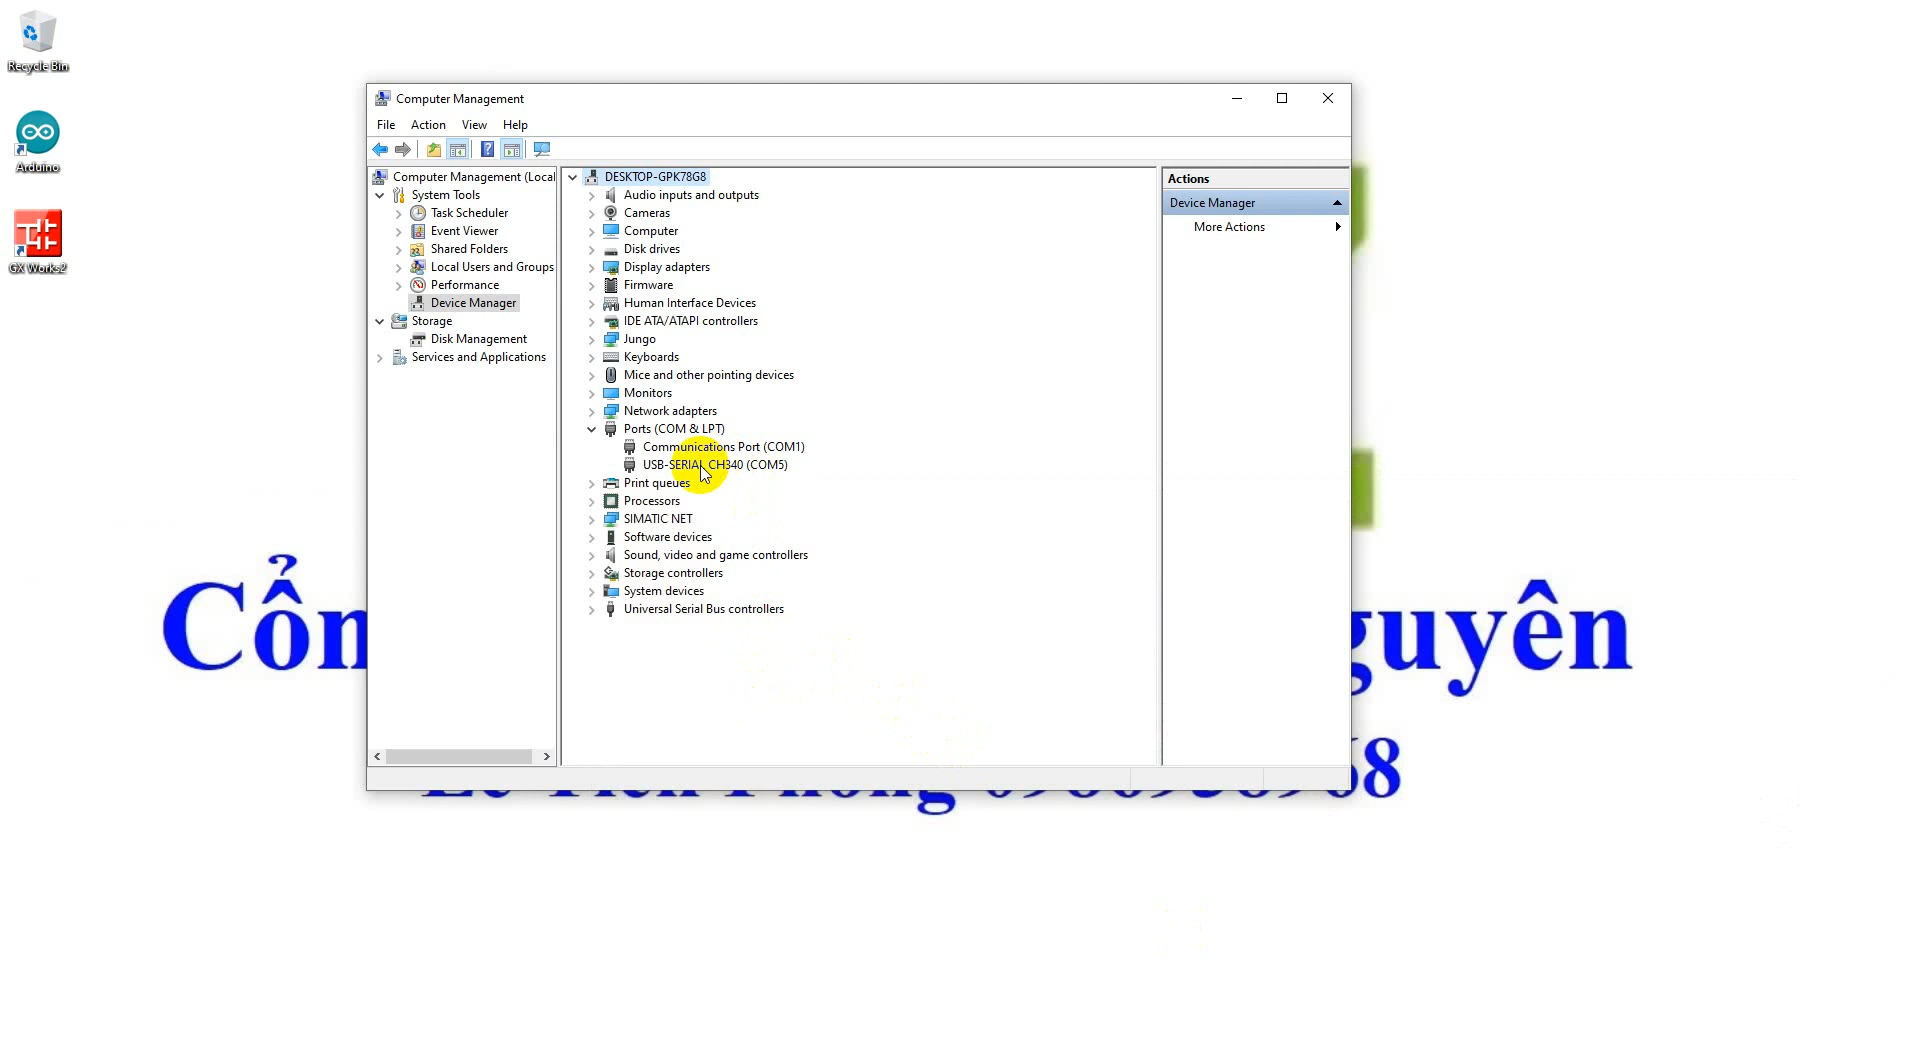 Recycle Bin
Arduino
GX Works2
Computer Management
File Action View Help
Computer Management (Local
System Tools
Task Scheduler
Event Viewer
Shared Folders
Local Users and Groups
Performance
Device Manager
Storage
Disk Management
Services and Applications
DESKTOP-GPK78G8
Audio inputs and outputs
Cameras
Computer
Disk drives
Display adapters
Firmware
Human Interface Devices
IDE ATA/ATAPI controllers
Jungo
Keyboards
Mice and other pointing devices
Monitors
Network adapters
Ports (COM & LPT)
Communications Port (COM1)
USB-SERIAL CH340 (COM5)
Print queues
Processors
SIMATIC NET
Software devices
Sound, video and game controllers
Storage controllers
System devices
Universal Serial Bus controllers
Actions
Device Manager
More Actions
Cổn guyên
68